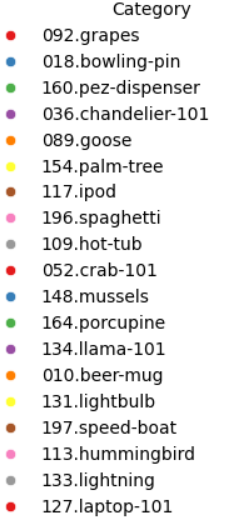 Category
092.grapes
018.bowling-pin
160.pez-dispenser
036.chandelier-101
089.goose
154.palm-tree
117.ipod
196.spaghetti
109.hot-tub
052.crab-101
148.mussels
164.porcupine
134.llama-101
010.beer-mug
131.lightbulb
197.speed-boat
113.hummingbird
133.lightning
127.laptop-101